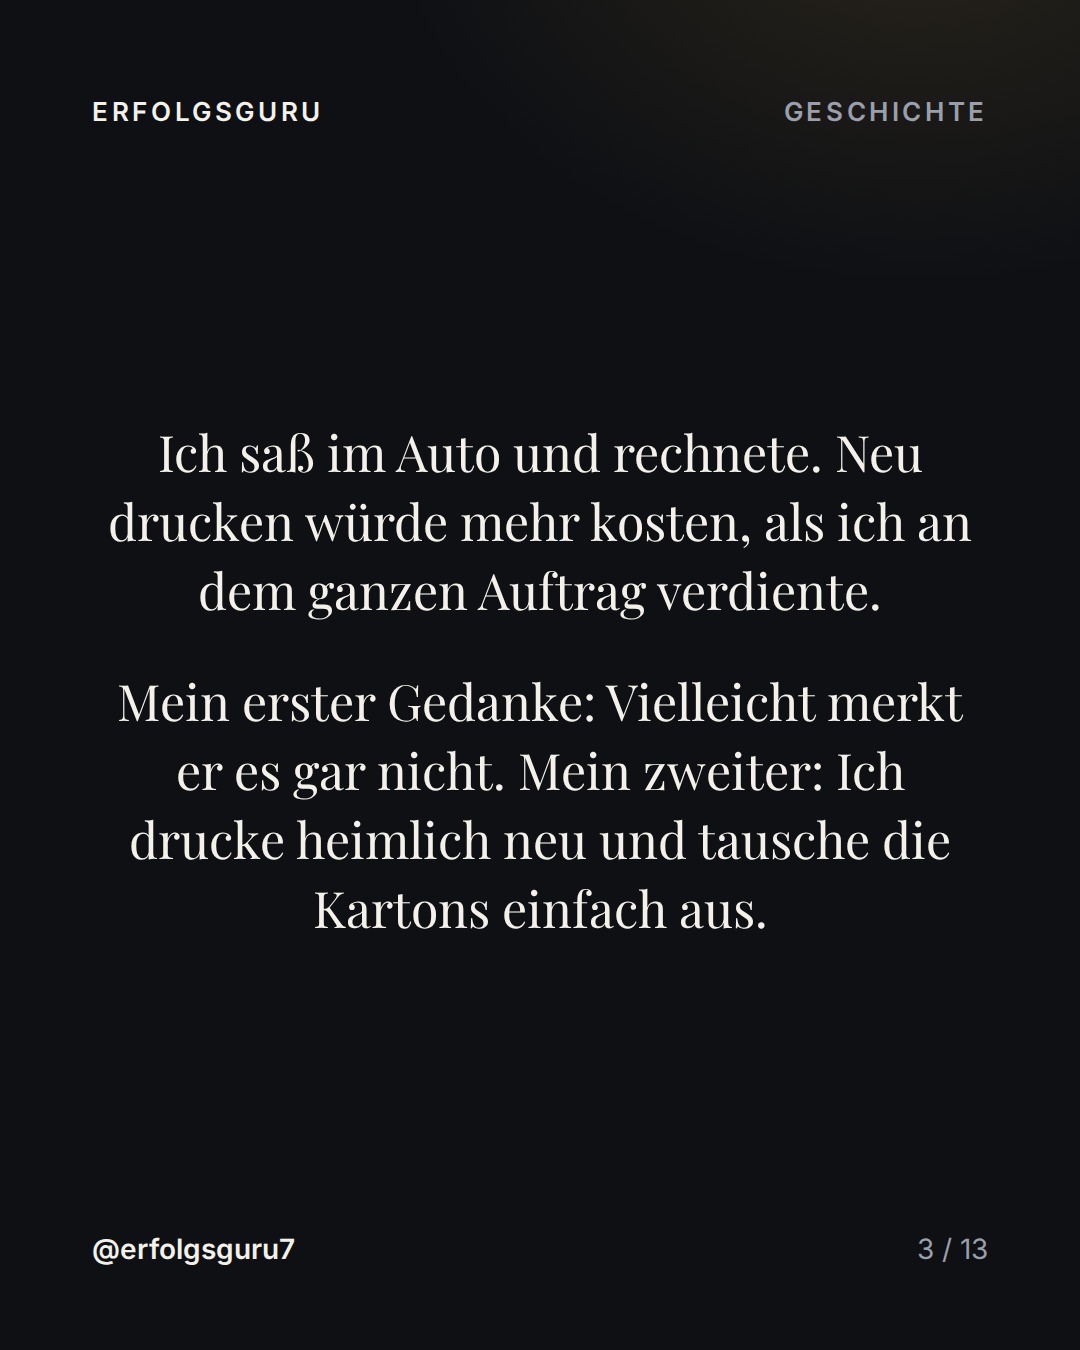 ERFOLGSGURU
GESCHICHTE
Ich saß im Auto und rechnete. Neu
drucken würde mehr kosten, als ich an
dem ganzen Auftrag verdiente.
Mein erster Gedanke: Vielleicht merkt
er es gar nicht. Mein zweiter: Ich
drucke heimlich neu und tausche die
Kartons einfach aus.
@erfolgsguru7
3 / 13